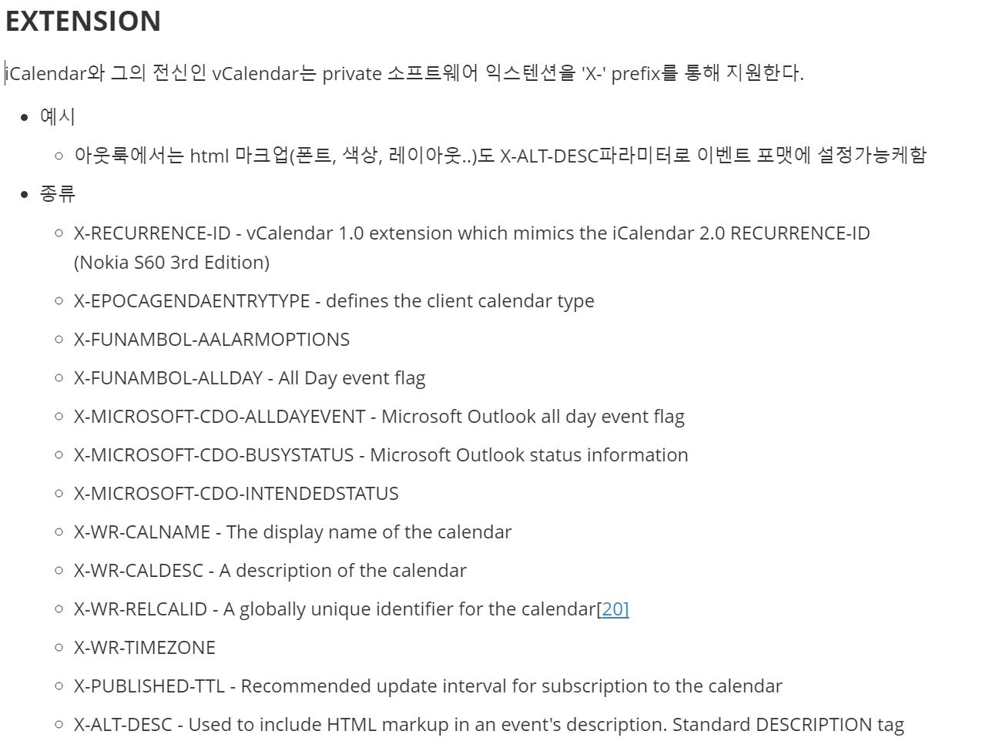 EXTENSION
iCalendar와 그의 전신인 vCalendar는 private 소프트웨어 익스텐션을 'X-' prefix를 통해 지원한다.
예시
아웃룩에서는 html 마크업(폰트, 색상, 레이아웃..)도 X-ALT-DESC파라미터로 이벤트 포맷에 설정가능케함
종류
X-RECURRENCE-ID - vCalendar 1.0 extension which mimics the iCalendar 2.0 RECURRENCE-ID
(Nokia S60 3rd Edition)
X-EPOCAGENDAENTRYTYPE - defines the client calendar type
X-FUNAMBOL-AALARMOPTIONS
X-FUNAMBOL-ALLDAY - All Day event flag
X-MICROSOFT-CDO-ALLDAYEVENT - Microsoft Outlook all day event flag
X-MICROSOFT-CDO-BUSYSTATUS - Microsoft Outlook status information
X-MICROSOFT-CDO-INTENDEDSTATUS
X-WR-CALNAME - The display name of the calendar
X-WR-CALDESC - A description of the calendar
X-WR-RELCALID - A globally unique identifier for the calendar[20]
X-WR-TIMEZONE
X-PUBLISHED-TTL - Recommended update interval for subscription to the calendar
X-ALT-DESC - Used to include HTML markup in an event's description. Standard DESCRIPTION tag